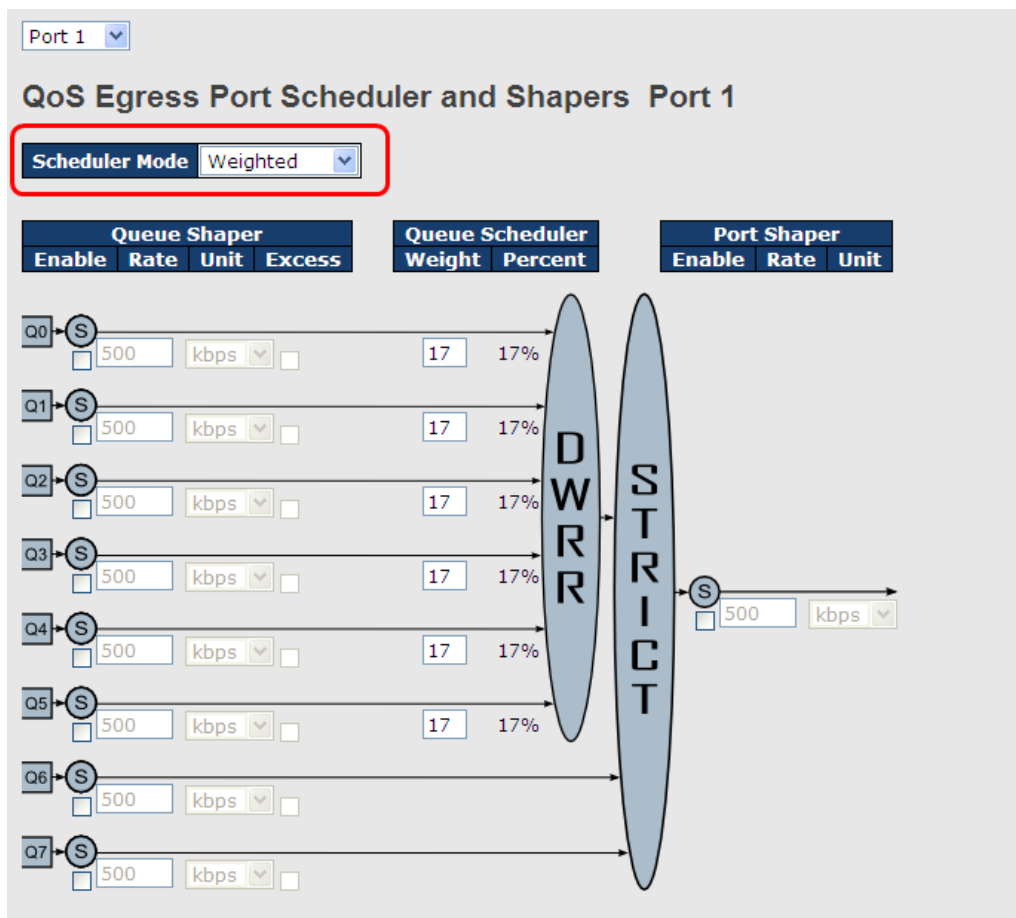 Port 1
QoS Egress Port Scheduler and Shapers Port 1
Scheduler Mode Weighted
Queue Shaper Queue Scheduler Port Shaper
Enable Rate Unit Excess Weight Percent Enable Rate Unit
Q0 S
500 kbps 17 17%
Q1 S
500 kbps 17 17%
Q2 S
500 kbps 17 17%
Q3 S
500 kbps 17 17%
Q4 S
500 kbps 17 17%
Q5 S
500 kbps 17 17%
Q6 S
500 kbps
Q7 S
500 kbps
DWRR
STRICT
S
500 kbps